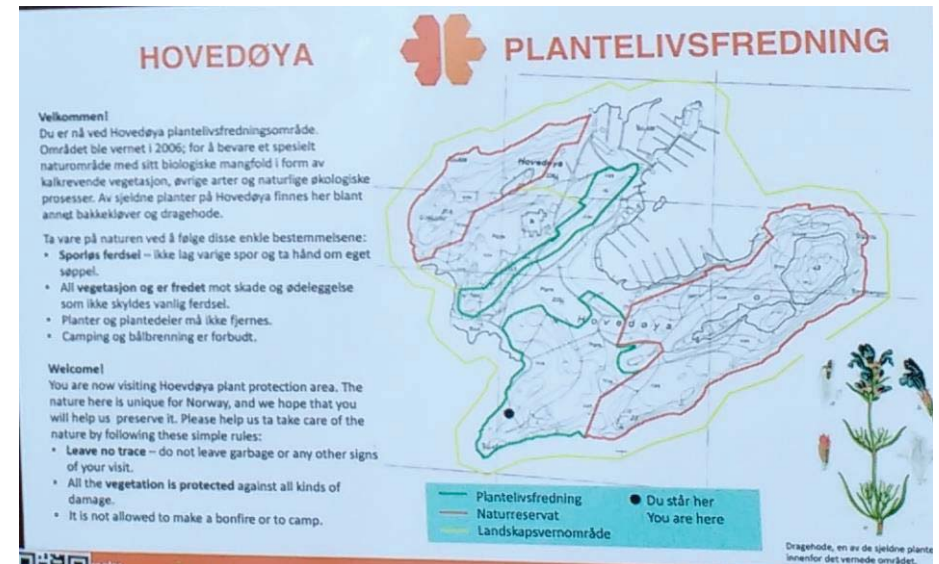 HOVEDØYA
PLANTELIVSFREDNING
Velkommen!
Du er nå ved Hovedøya plantelivsfredningsområde.
Området ble vernet i 2006; for å bevare et spesielt
naturområde med sitt biologiske mangfold i form av
kalkrevende vegetasjon, øvrige arter og naturlige økologiske
prosesser. Av sjeldne planter på Hovedøya finnes her blant
annet bakkekløver og dragehode.
Ta vare på naturen ved å følge disse enkle bestemmelsene:
• Sporløs ferdsel – ikke lag varige spor og ta hånd om eget
søppel.
• All vegetasjon og er fredet mot skade og ødeleggelse
som ikke skyldes vanlig ferdsel.
• Planter og plantedeler må ikke fjernes.
• Camping og bålbrenning er forbudt.
Welcome!
You are now visiting Hoevdøya plant protection area. The
nature here is unique for Norway, and we hope that you
will help us preserve it. Please help us ta take care of the
nature by following these simple rules:
• Leave no trace – do not leave garbage or any other signs
of your visit.
• All the vegetation is protected against all kinds of
damage.
• It is not allowed to make a bonfire or to camp.
Hovedøya
Hovedøya
Plantelivsfredning
Naturreservat
Landskapsvernområde
Du står her
You are here
Dragehode, en av de sjeldne plante
innenfor det vernede området.